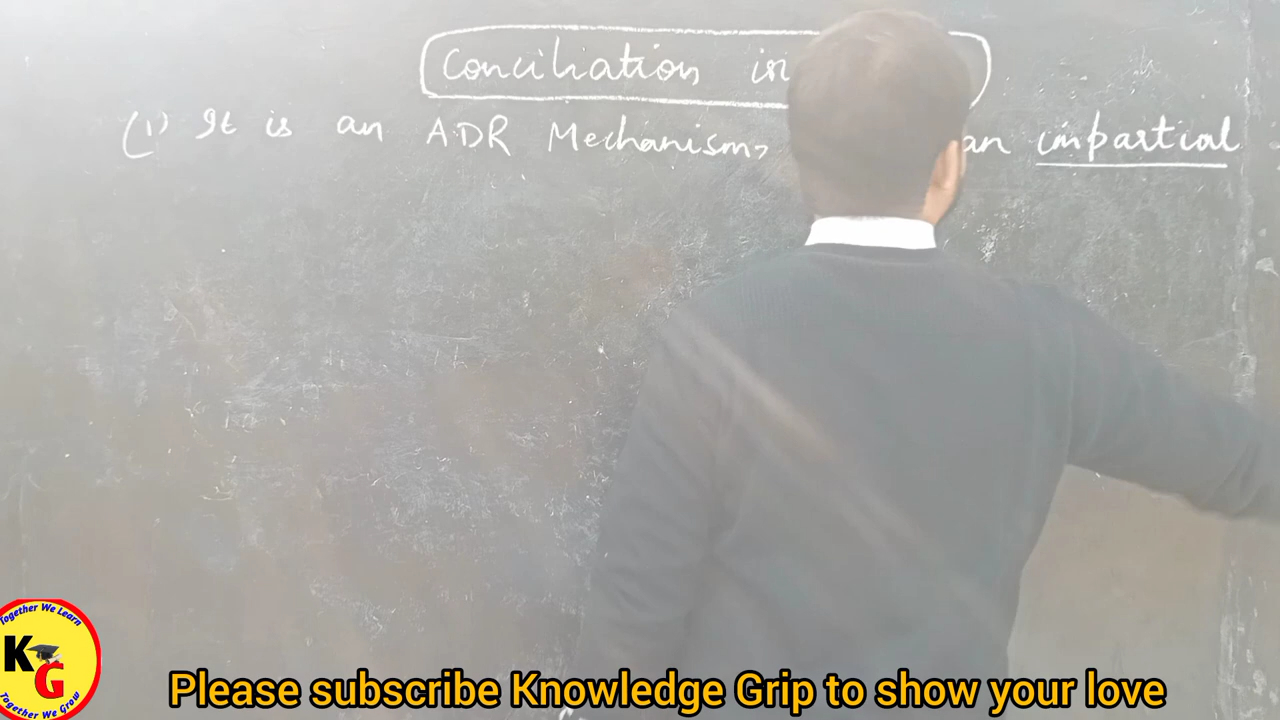 Conciliation in
(1) It is an ADR Mechanism, an impartial
Together We Learn
KG
Together We Grow
Please subscribe Knowledge Grip to show your love